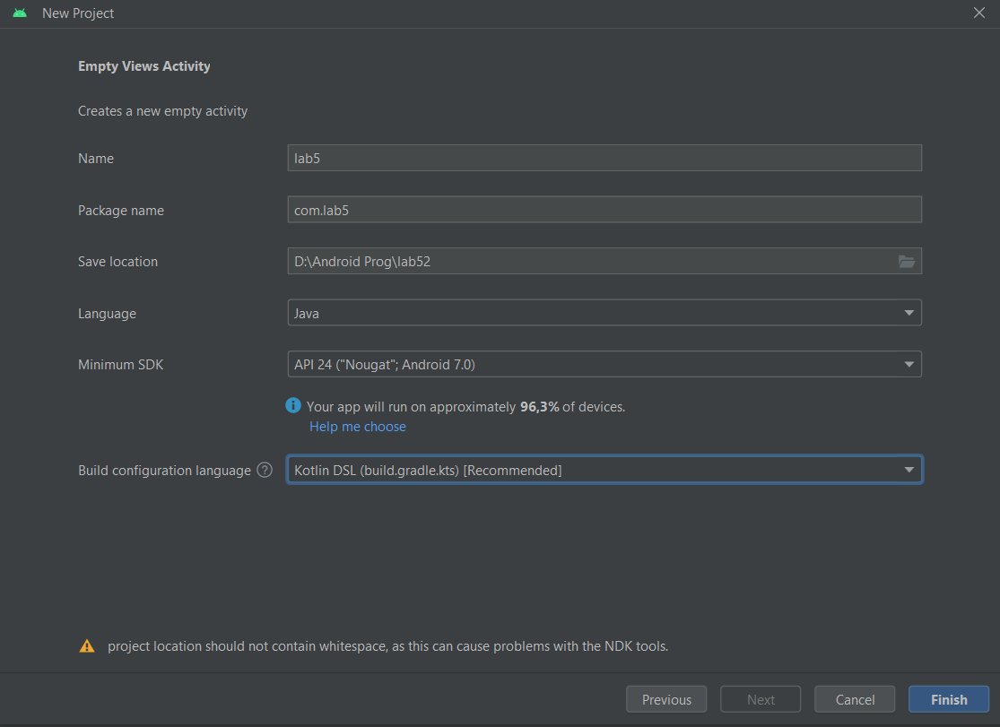 New Project
Empty Views Activity
Creates a new empty activity
Name lab5
Package name com.lab5
Save location D:\Android Prog\lab52
Language Java
Minimum SDK API 24 ("Nougat"; Android 7.0)
Your app will run on approximately 96,3% of devices.
Help me choose
Build configuration language ? Kotlin DSL (build.gradle.kts) [Recommended]
project location should not contain whitespace, as this can cause problems with the NDK tools.
Previous Next Cancel Finish